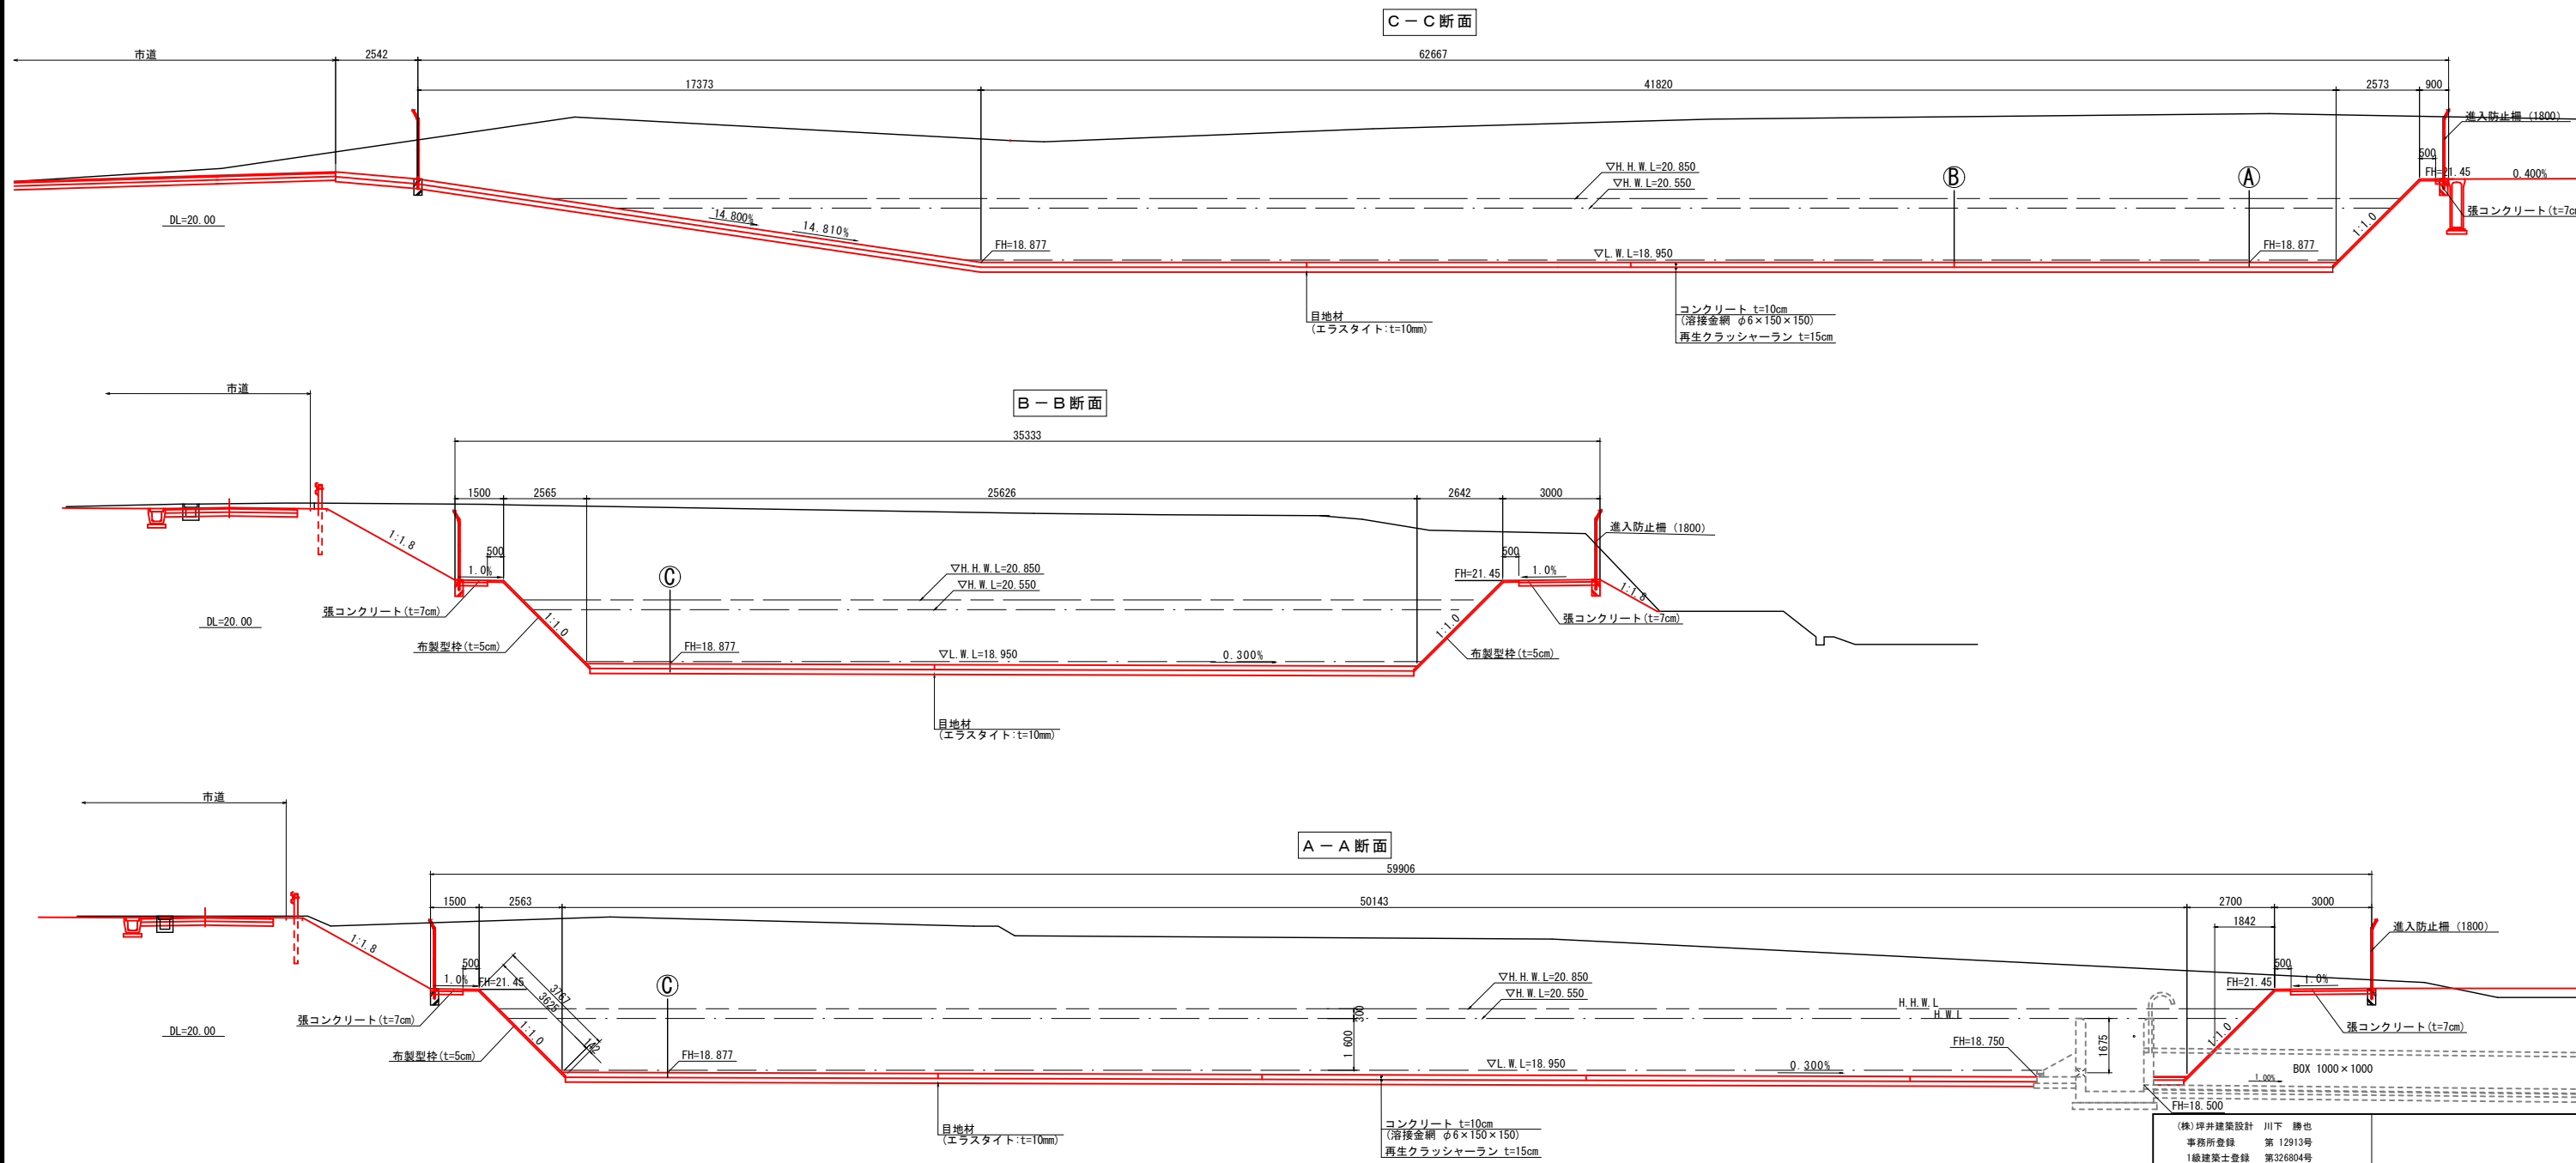 C－C断面
市道
2542
62667
17373
41820
2573
900
進入防止柵 (1800)
500
▽H.H.W.L=20.850
▽H.W.L=20.550
B
A
FH=21.45
0.400%
DL=20.00
14.800%
14.810%
張コンクリート(t=7c
1:1.0
FH=18.877
▽L.W.L=18.950
FH=18.877
コンクリート t=10cm
(溶接金網 φ6×150×150)
再生クラッシャーラン t=15cm
目地材
(エラスタイト:t=10mm)
市道
B－B断面
35333
1500
2565
25626
2642
3000
進入防止柵 (1800)
1:1.8
500
500
1.0%
C
▽H.H.W.L=20.850
▽H.W.L=20.550
FH=21.45
1.0%
1:1.8
張コンクリート(t=7cm)
張コンクリート(t=7cm)
DL=20.00
1:1.0
1:1.0
布製型枠(t=5cm)
FH=18.877
▽L.W.L=18.950
0.300%
布製型枠(t=5cm)
目地材
(エラスタイト:t=10mm)
市道
A－A断面
59906
1500
2563
50143
2700
3000
1842
進入防止柵 (1800)
1:1.8
500
500
1.0%
FH=21.45
3767
3625
142
C
▽H.H.W.L=20.850
▽H.W.L=20.550
FH=21.45
1.0%
H.H.W.L
H.W.L
300
1 600
張コンクリート(t=7cm)
張コンクリート(t=7cm)
DL=20.00
1:1.0
1:1.0
布製型枠(t=5cm)
FH=18.877
▽L.W.L=18.950
0.300%
FH=18.750
1675
BOX 1000×1000
1.00%
FH=18.500
目地材
(エラスタイト:t=10mm)
コンクリート t=10cm
(溶接金網 φ6×150×150)
再生クラッシャーラン t=15cm
(株)坪井建築設計 川下 勝也
事務所登録 第 12913号
1級建築士登録 第326804号